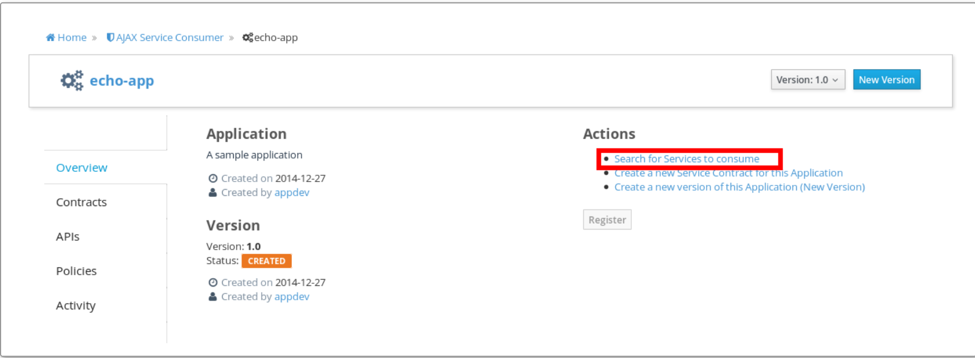 Home » AJAX Service Consumer » echo-app
echo-app
Version: 1.0
New Version
Overview
Contracts
APIs
Policies
Activity
Application
A sample application
Created on 2014-12-27
Created by appdev
Version
Version: 1.0
Status: CREATED
Created on 2014-12-27
Created by appdev
Actions
Search for Services to consume
Create a new Service Contract for this Application
Create a new version of this Application (New Version)
Register